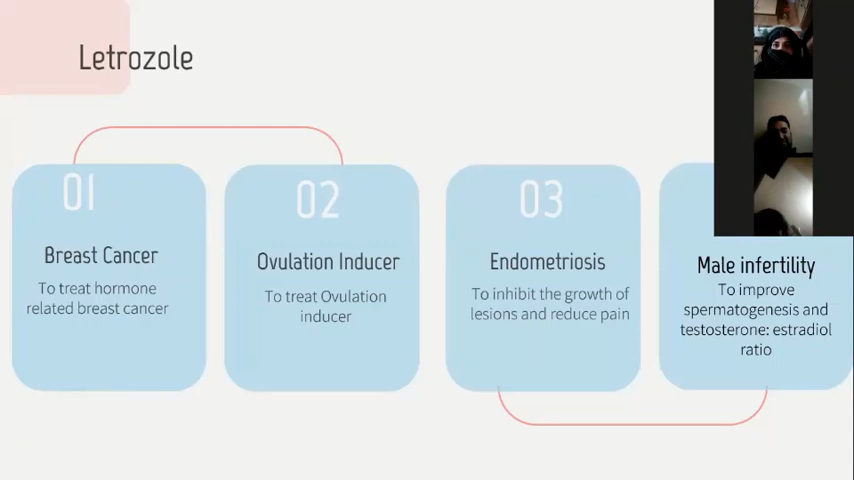 Letrozole
01
Breast Cancer
To treat hormone
related breast cancer
02
Ovulation Inducer
To treat Ovulation
inducer
03
Endometriosis
To inhibit the growth of
lesions and reduce pain
Male infertility
To improve
spermatogenesis and
testosterone: estradiol
ratio